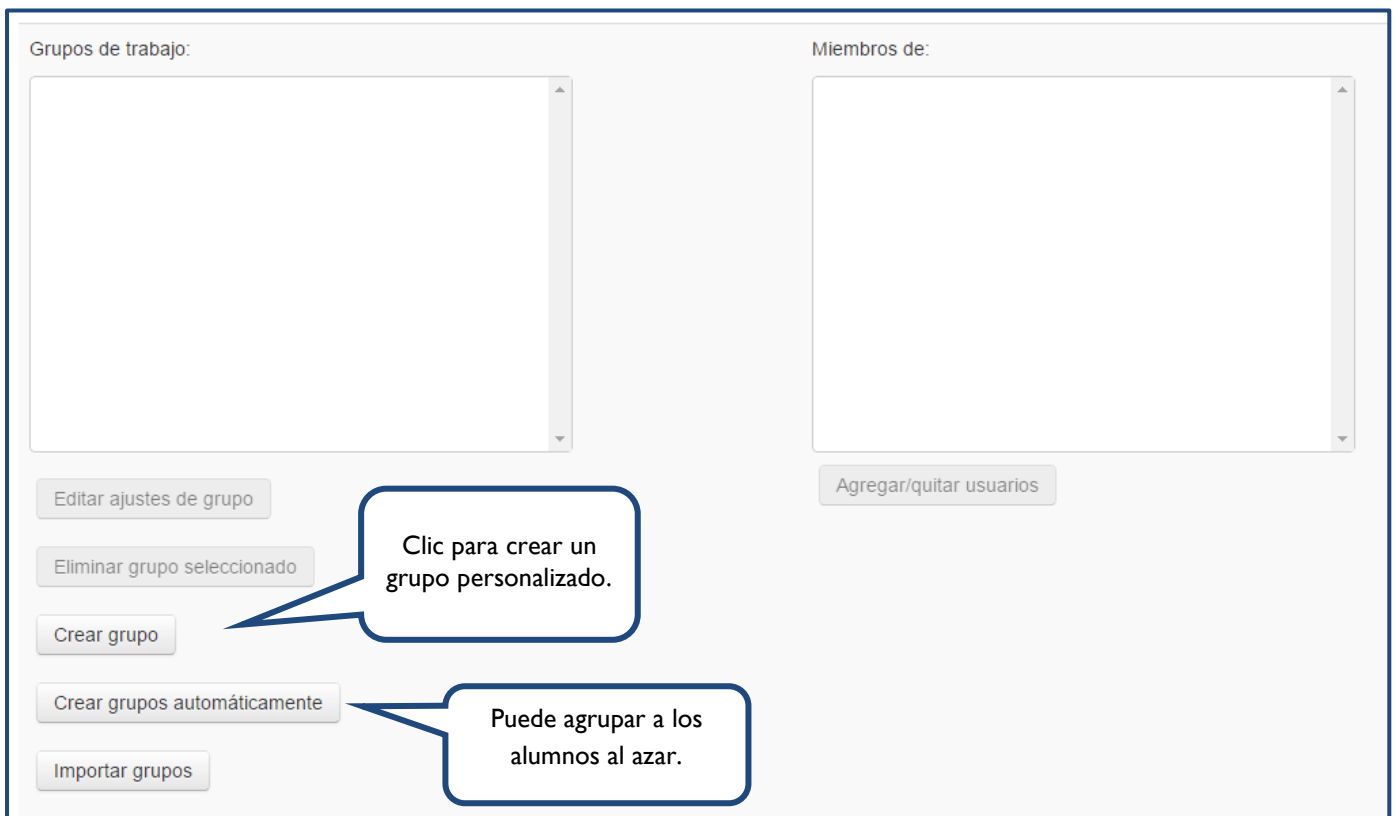 Grupos de trabajo:
Miembros de:
Editar ajustes de grupo
Agregar/quitar usuarios
Eliminar grupo seleccionado
Clic para crear un
grupo personalizado.
Crear grupo
Crear grupos automáticamente
Puede agrupar a los
alumnos al azar.
Importar grupos